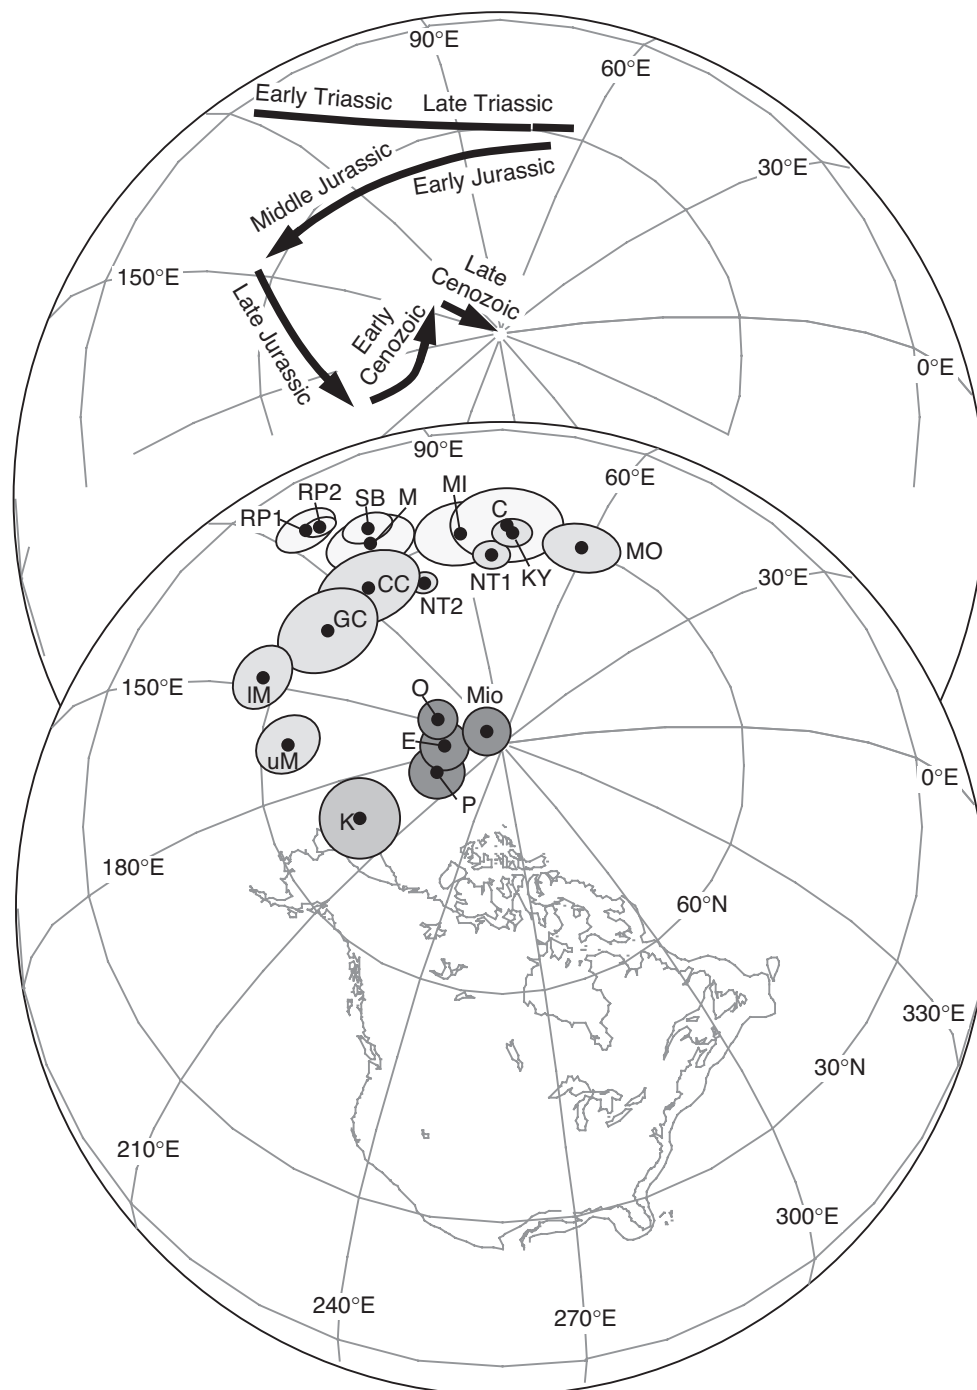 90°E
60°E
Early Triassic
Late Triassic
Middle Jurassic
Early Jurassic
30°E
150°E
Late
Cenozoic
Late Jurassic
Early
Cenozoic
0°E
90°E
60°E
RP2
RP1
SB
M
MI
C
MO
NT1
KY
CC
NT2
30°E
GC
150°E
lM
O
Mio
E
uM
P
0°E
K
180°E
60°N
330°E
30°N
210°E
300°E
240°E
270°E